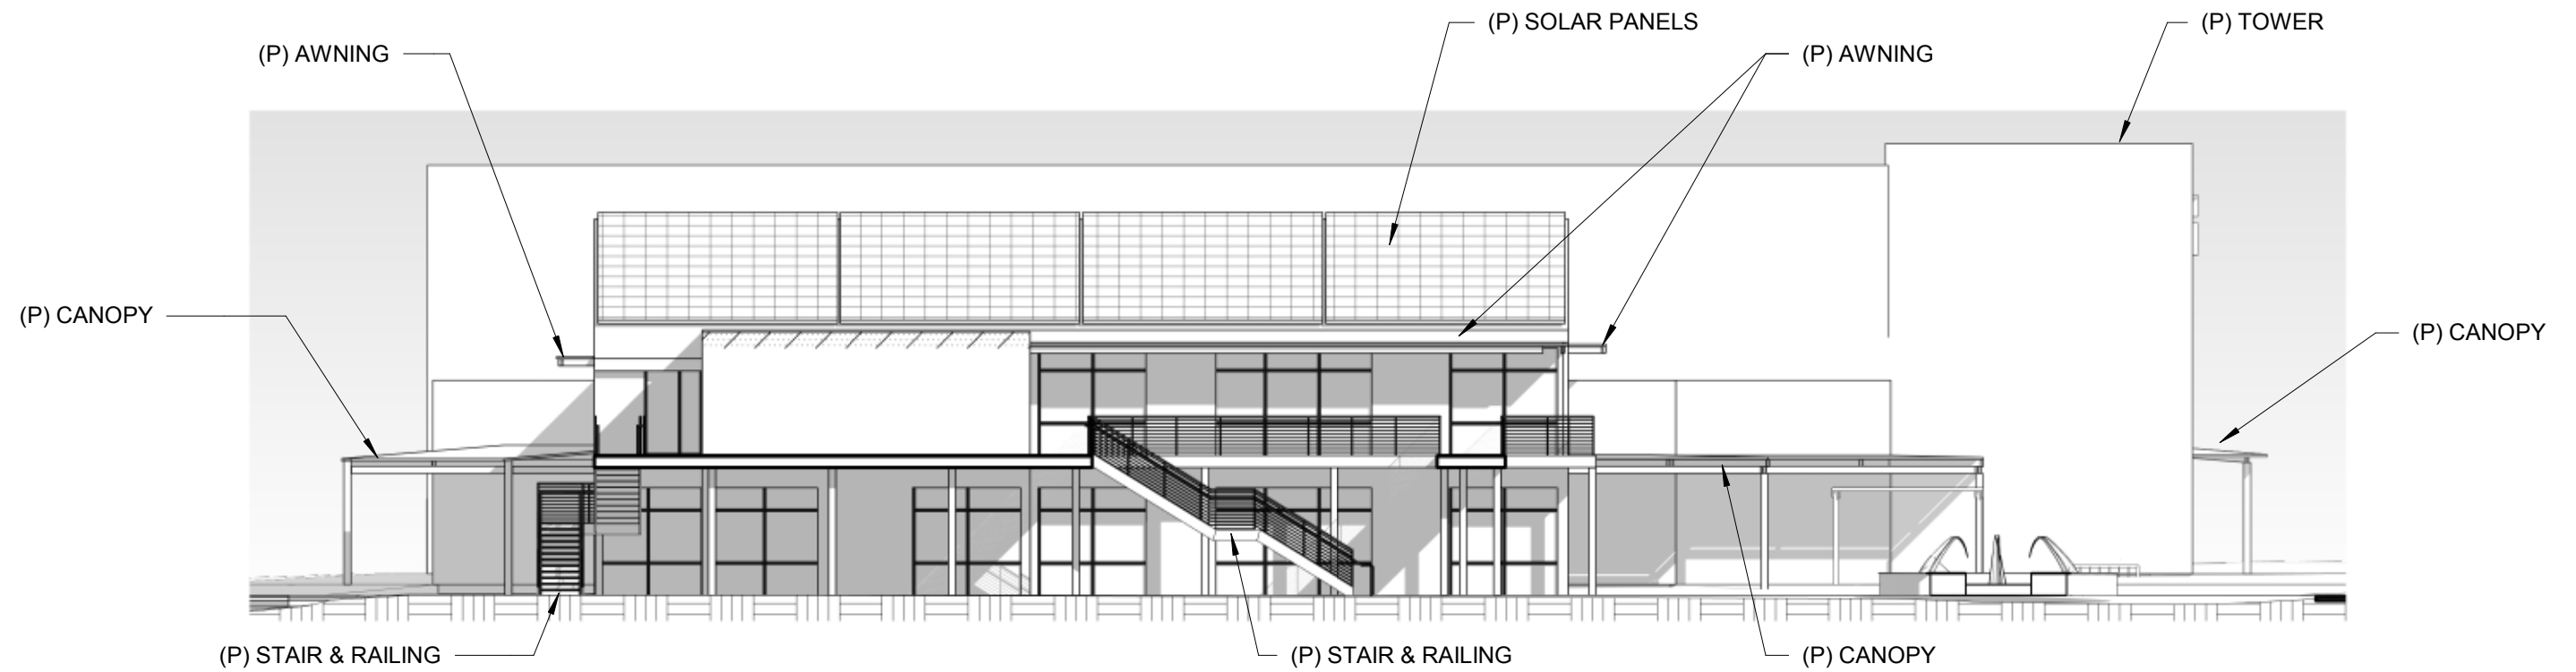 (P) SOLAR PANELS
(P) TOWER
(P) AWNING
(P) AWNING
(P) CANOPY
(P) CANOPY
(P) STAIR & RAILING
(P) STAIR & RAILING
(P) CANOPY